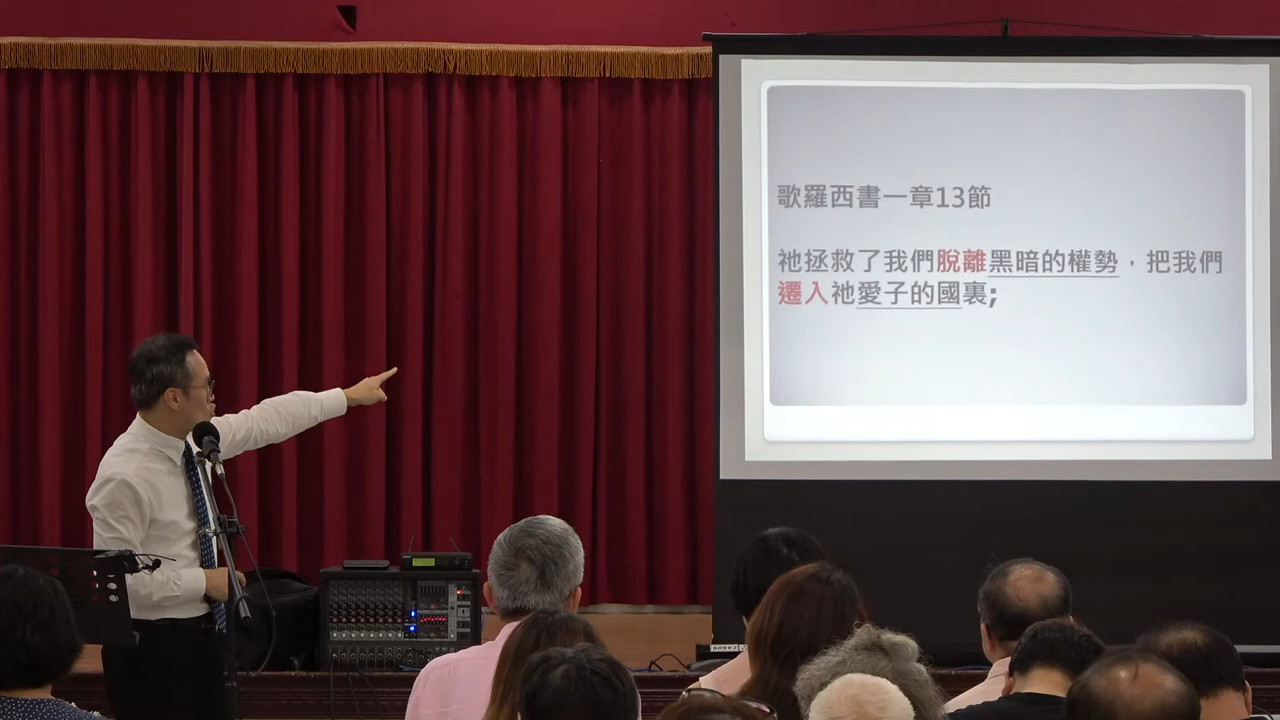 歌羅西書一章13節
祂拯救了我們脫離黑暗的權勢，把我們
遷入祂愛子的國裏;